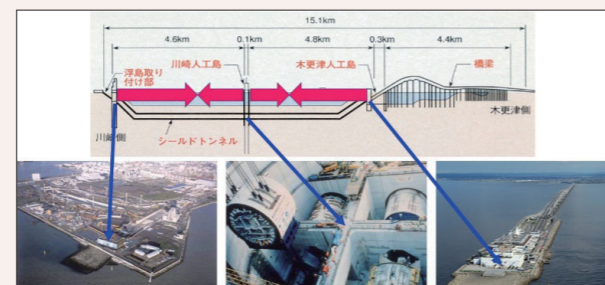 15.1km
4.6km
0.1km
4.8km
0.3km
4.4km
川崎人工島
木更津人工島
橋梁
浮島取り
付け部
木更津側
川崎側
シールドトンネル